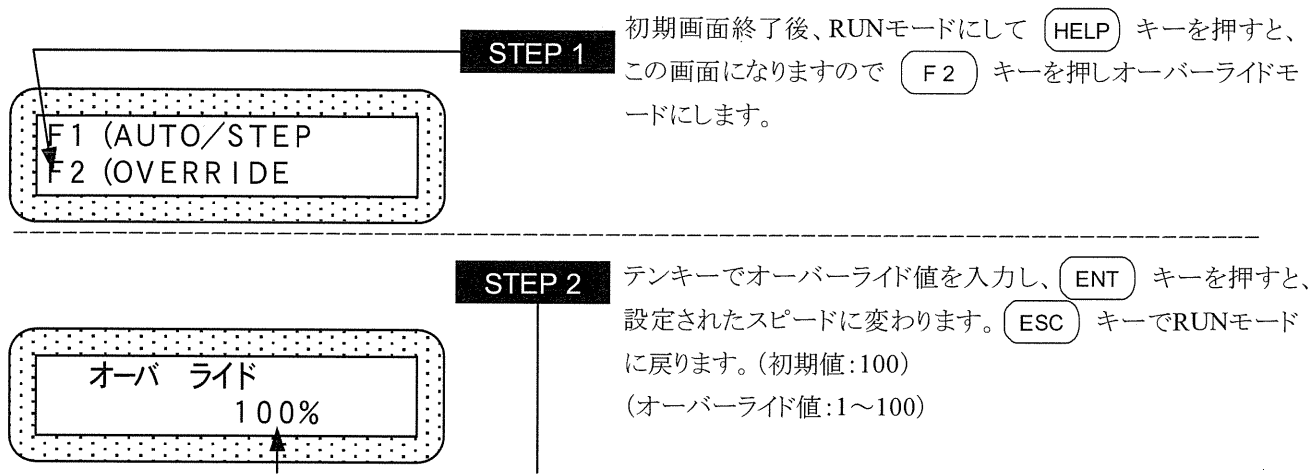 STEP 1
初期画面終了後、RUNモードにして HELP キーを押すと、
この画面になりますので F 2 キーを押しオーバーライドモ
ードにします。
F1 (AUTO/STEP
F2 (OVERRIDE
STEP 2
テンキーでオーバーライド値を入力し、 ENT キーを押すと、
設定されたスピードに変わります。 ESC キーでRUNモード
に戻ります。(初期値:100)
(オーバーライド値:1～100)
オーバ ライド
100%